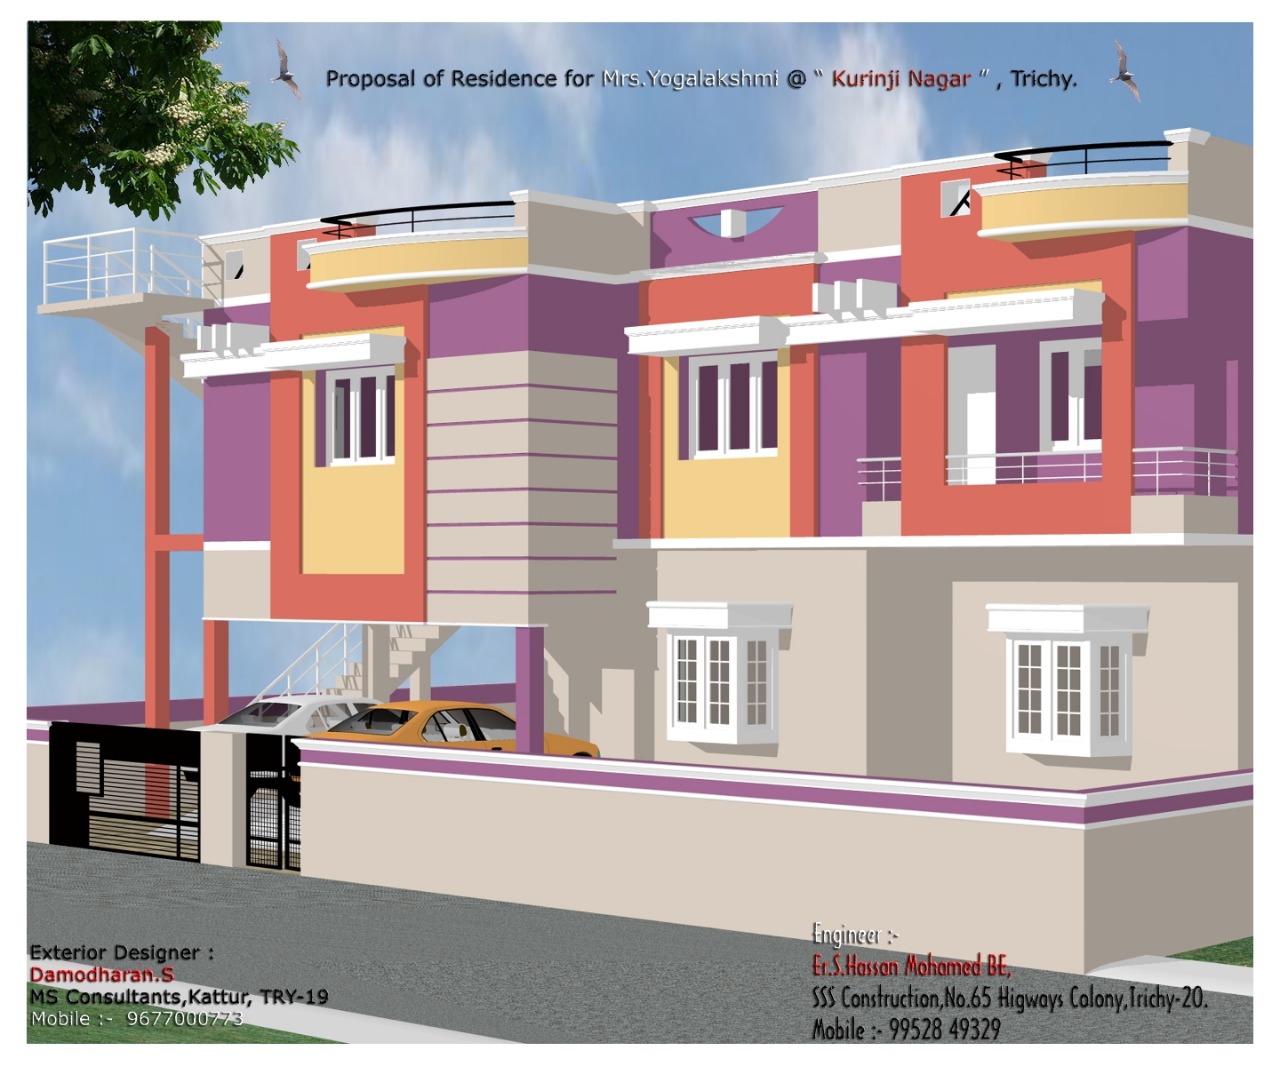 Proposal of Residence for Mrs.Yogalakshmi @ “ Kurinji Nagar ” , Trichy.
Exterior Designer :
Damodharan.S
MS Consultants,Kattur, TRY-19
Mobile :-  9677000773
Engineer :-
Er.S.Hassan Mohamed BE,
SSS Construction,No.65 Higways Colony,Trichy-20.
Mobile :- 99528 49329